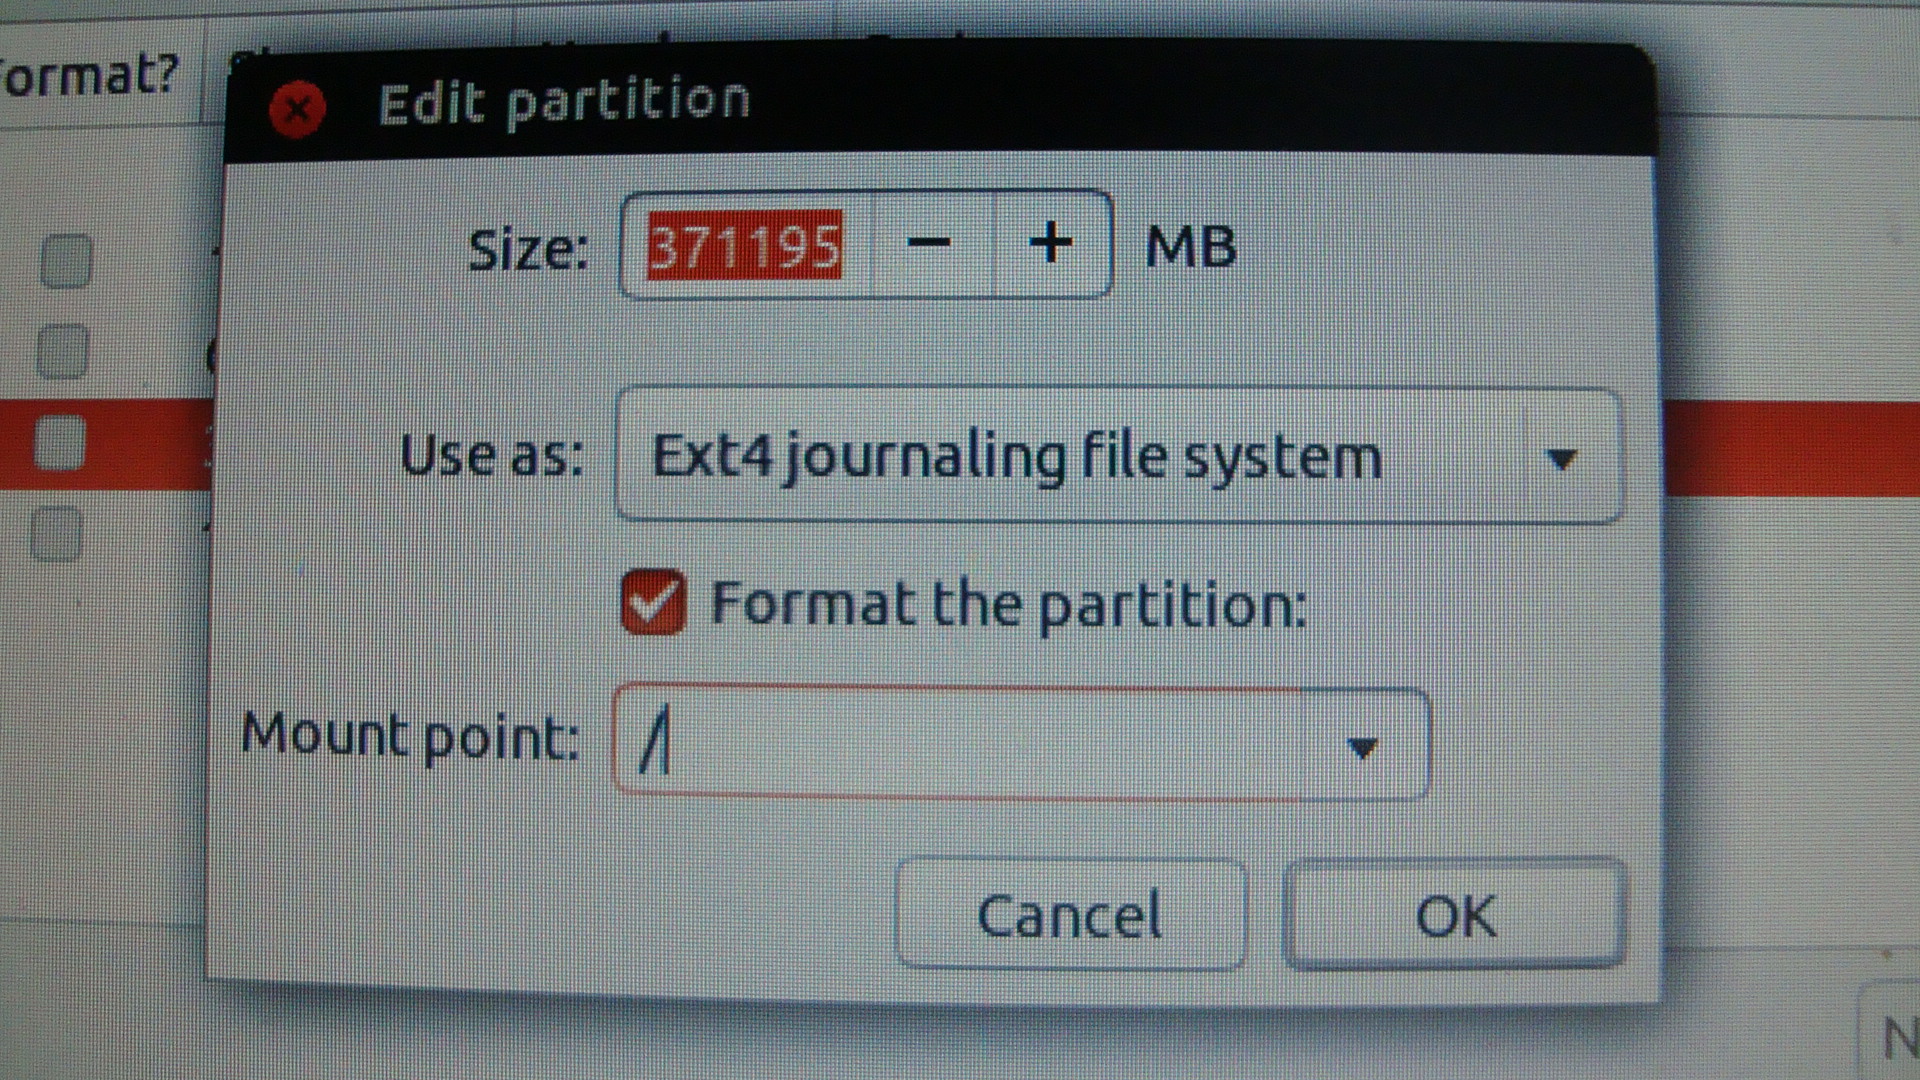 ormat?
Edit partition
Size: 371195 − + MB
Use as: Ext4 journaling file system
Format the partition:
Mount point: /
Cancel OK
N